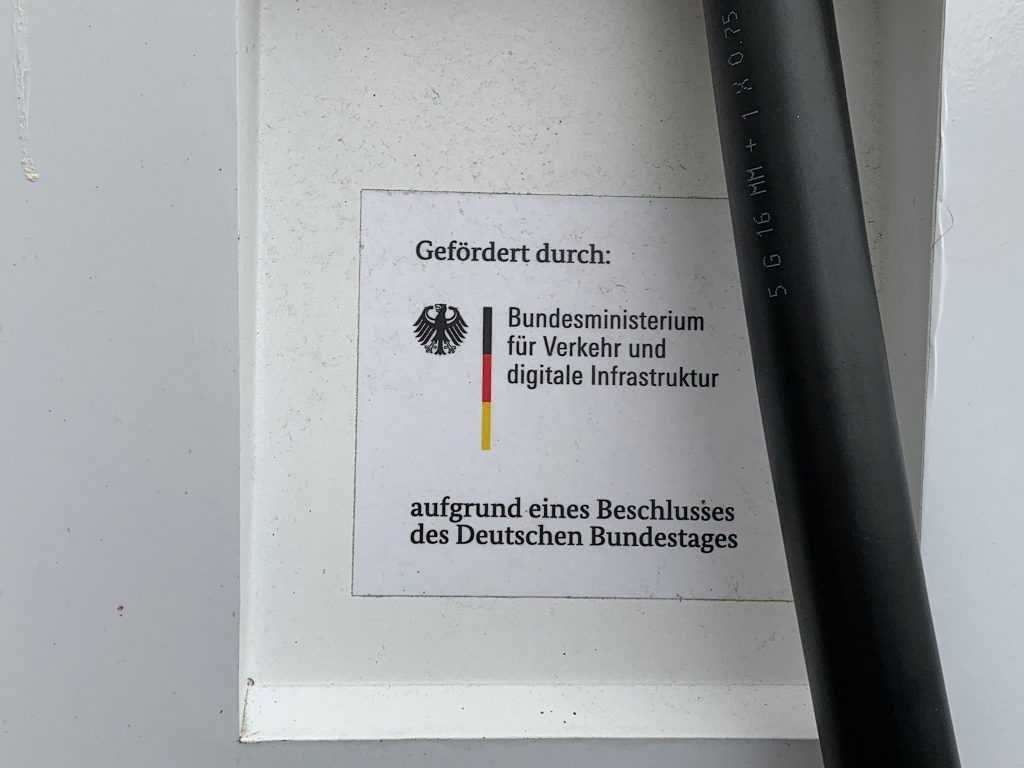 Gefördert durch:
Bundesministerium
für Verkehr und
digitale Infrastruktur
aufgrund eines Beschlusses
des Deutschen Bundestages
5 G 16 MM + 1 X 0.75